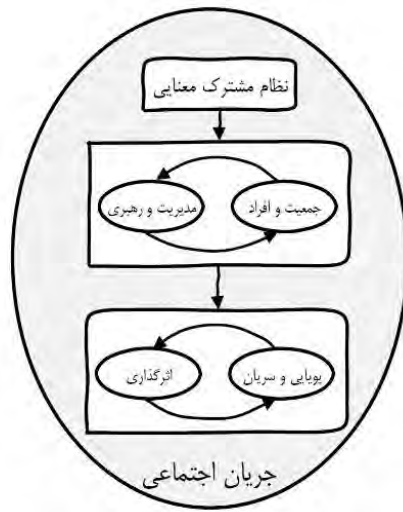 نظام مشترک معنایی
جمعیت و افراد
مدیریت و رهبری
پویایی و سریان
اثرگذاری
جریان اجتماعی